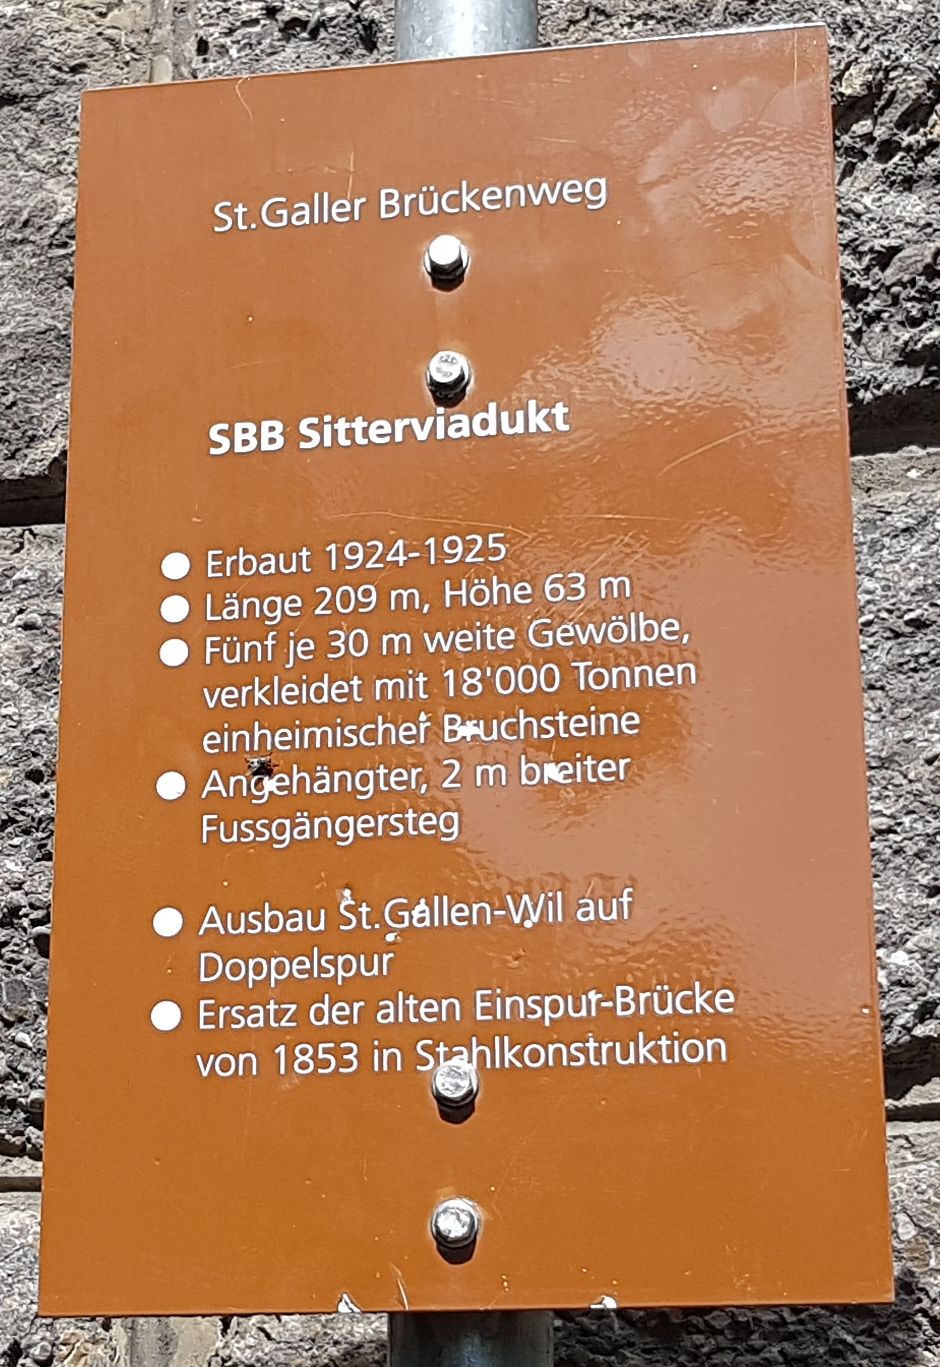 St.Galler Brückenweg
SBB Sitterviadukt
● Erbaut 1924-1925
● Länge 209 m, Höhe 63 m
● Fünf je 30 m weite Gewölbe,
verkleidet mit 18'000 Tonnen
einheimischer Bruchsteine
● Angehängter, 2 m breiter
Fussgängersteg
● Ausbau St.Gallen-Wil auf
Doppelspur
● Ersatz der alten Einspur-Brücke
von 1853 in Stahlkonstruktion